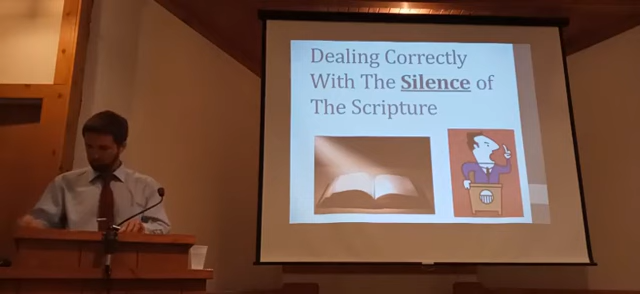 Dealing Correctly
With The Silence of
The Scripture